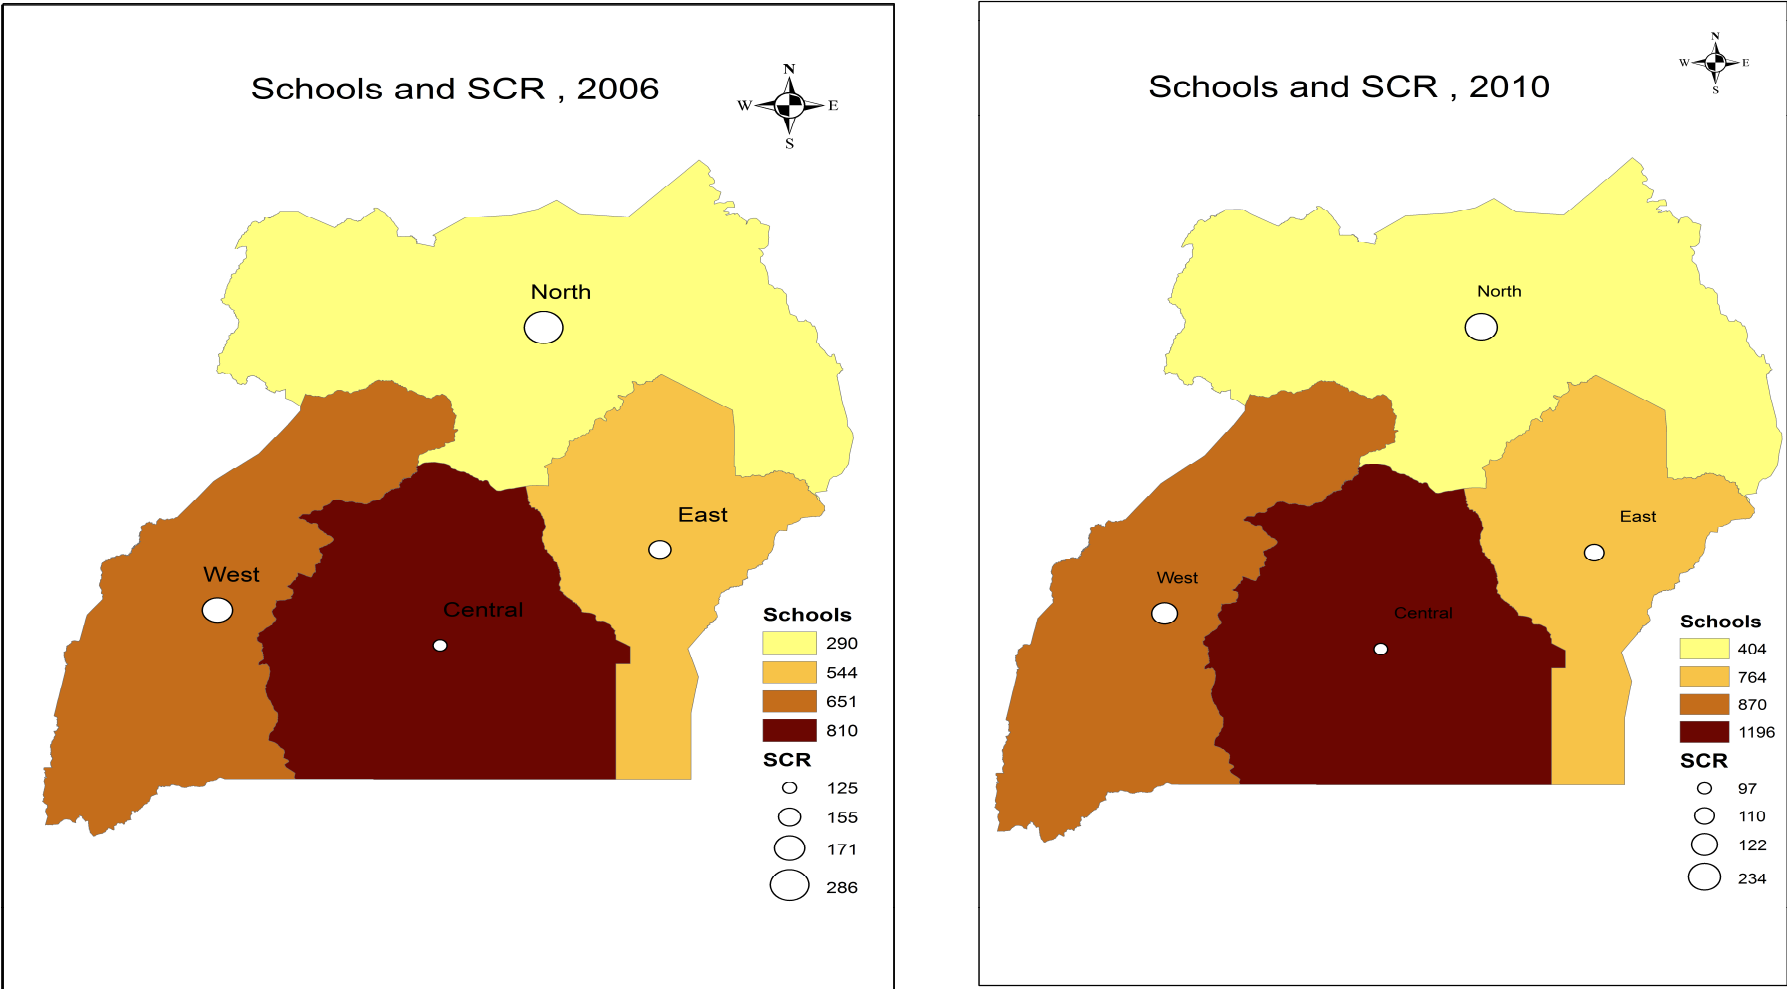 Schools and SCR , 2006
N
W E
S
North
East
West
Central
Schools
290
544
651
810
SCR
125
155
171
286
Schools and SCR , 2010
N
W E
S
North
East
West
Central
Schools
404
764
870
1196
SCR
97
110
122
234